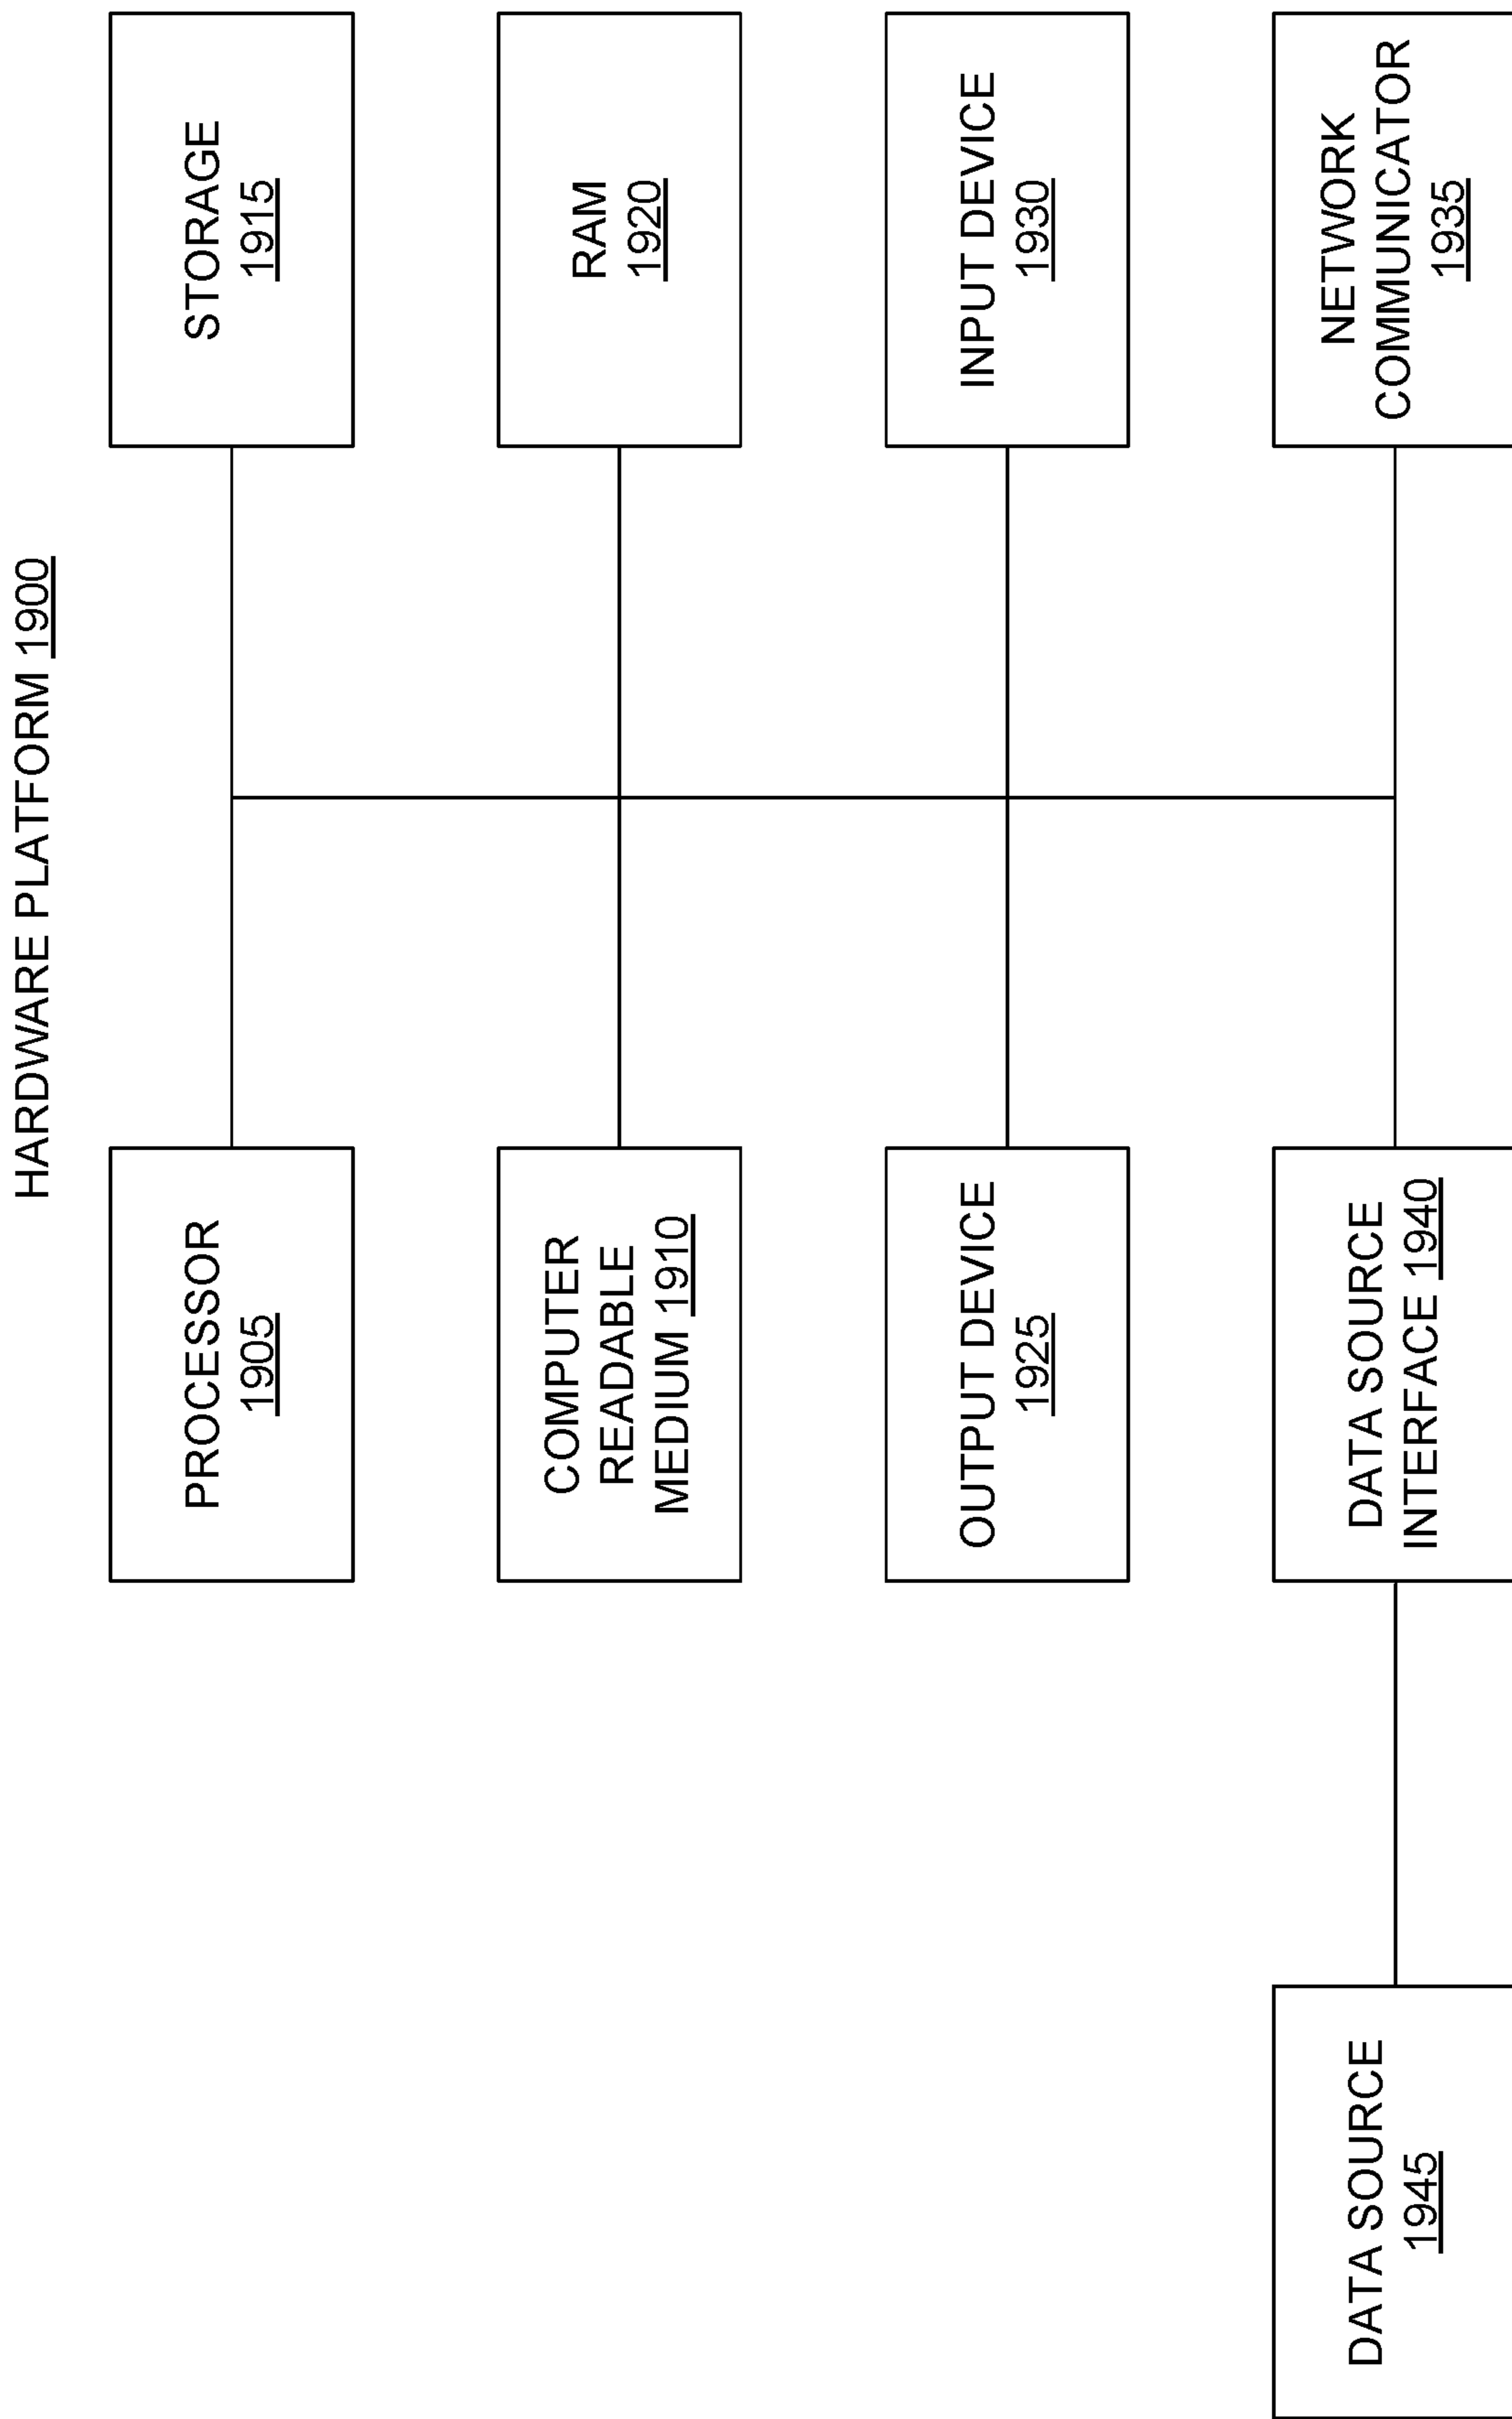 HARDWARE PLATFORM 1900
PROCESSOR
1905
STORAGE
1915
COMPUTER
READABLE
MEDIUM 1910
RAM
1920
OUTPUT DEVICE
1925
INPUT DEVICE
1930
DATA SOURCE
1945
DATA SOURCE
INTERFACE 1940
NETWORK
COMMUNICATOR
1935